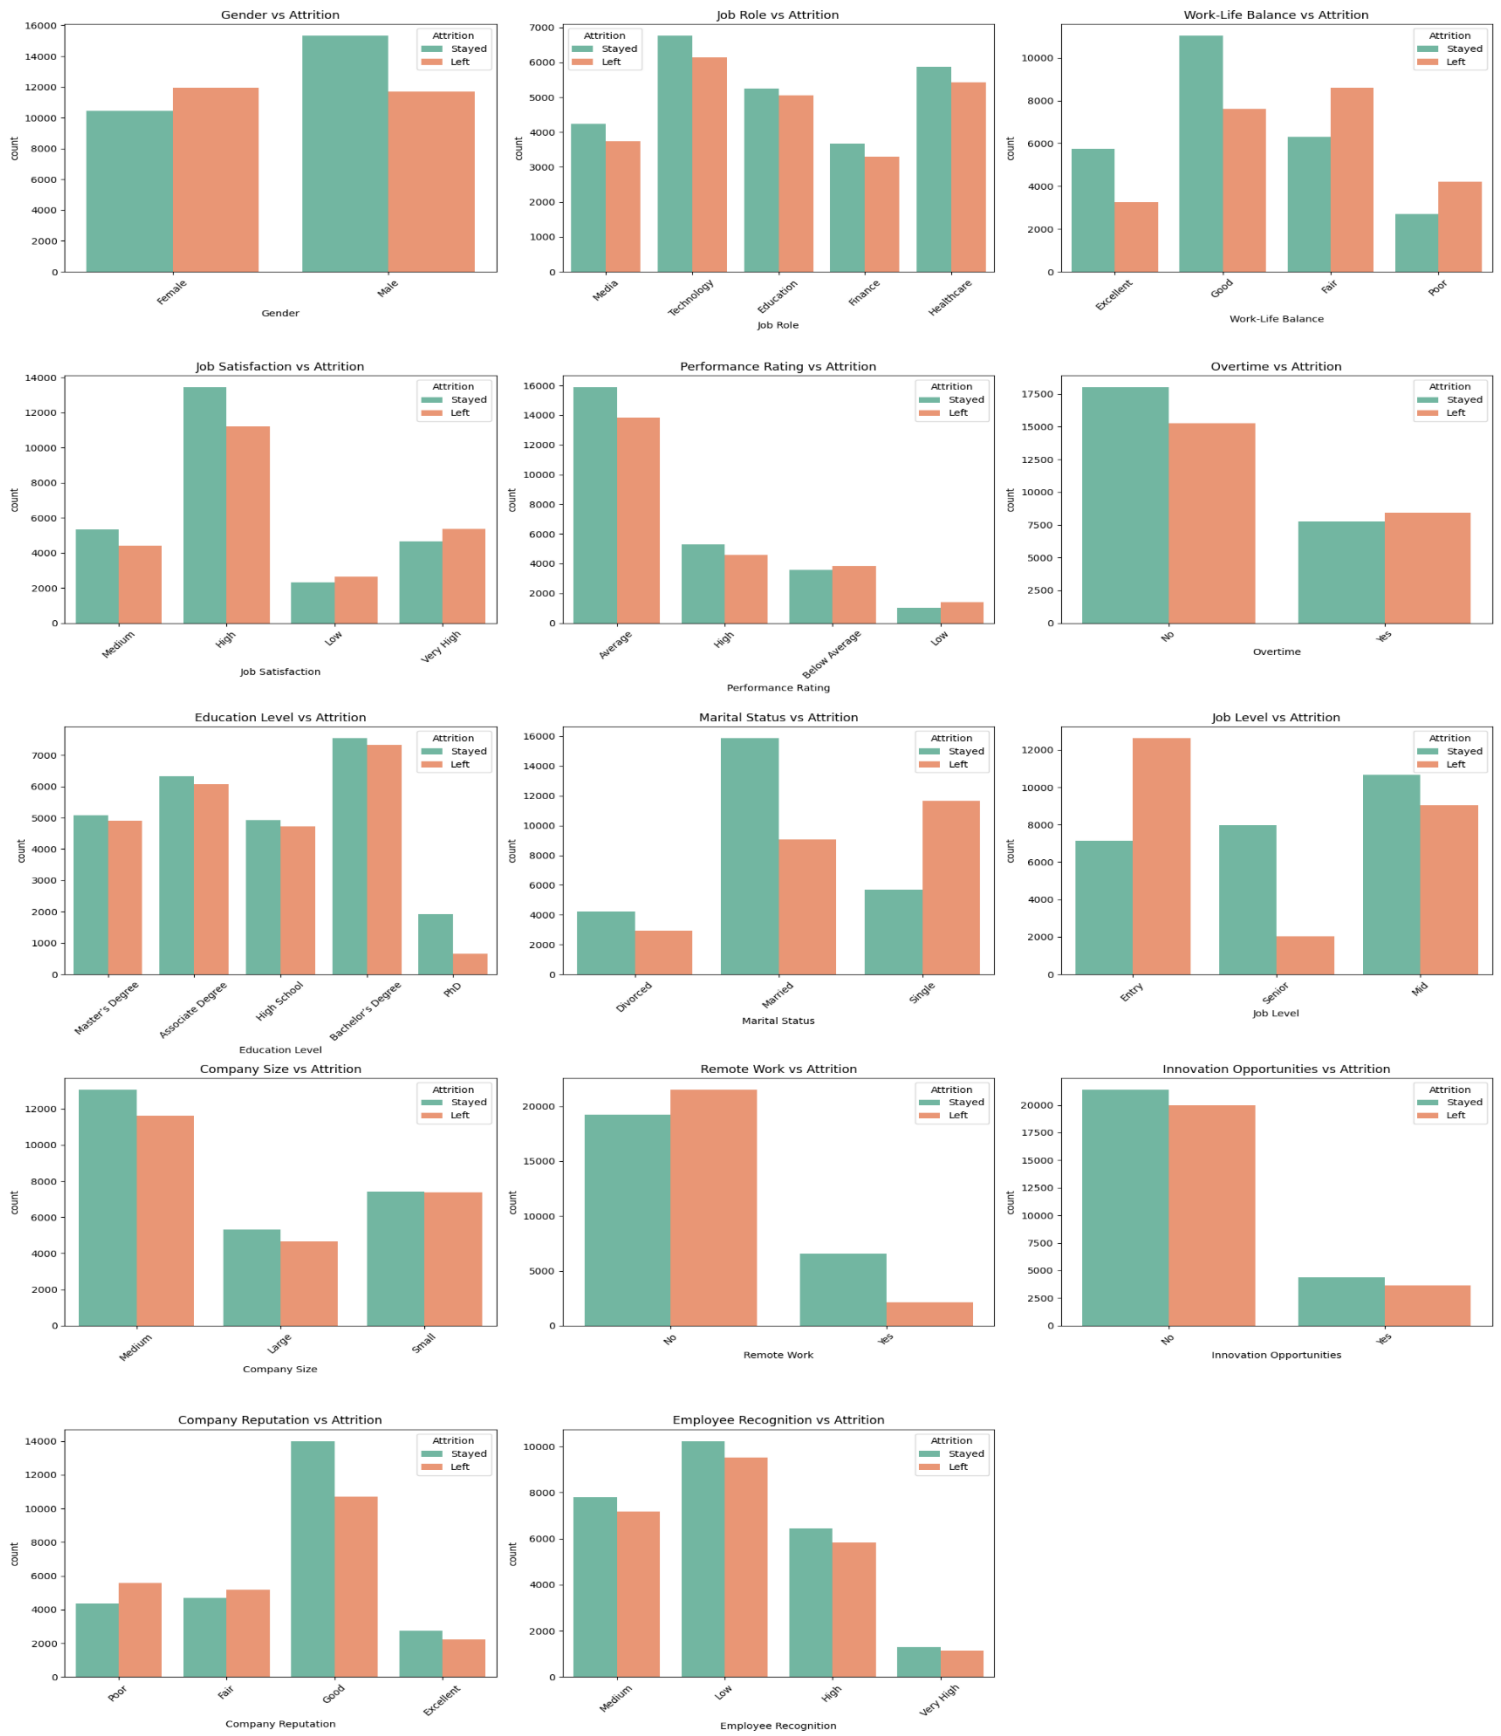 Gender vs Attrition
16000
14000
12000
10000
8000
6000
4000
2000
0
count
Attrition
Stayed
Left
Female
Male
Gender
Job Role vs Attrition
7000
6000
5000
4000
3000
2000
1000
0
count
Attrition
Stayed
Left
Media
Technology
Education
Finance
Healthcare
Job Role
Work-Life Balance vs Attrition
10000
8000
6000
4000
2000
0
count
Attrition
Stayed
Left
Excellent
Good
Fair
Poor
Work-Life Balance
Job Satisfaction vs Attrition
14000
12000
10000
8000
6000
4000
2000
0
count
Attrition
Stayed
Left
Medium
High
Low
Very High
Job Satisfaction
Performance Rating vs Attrition
16000
14000
12000
10000
8000
6000
4000
2000
0
count
Attrition
Stayed
Left
Average
High
Below Average
Low
Performance Rating
Overtime vs Attrition
17500
15000
12500
10000
7500
5000
2500
0
count
Attrition
Stayed
Left
No
Yes
Overtime
Education Level vs Attrition
7000
6000
5000
4000
3000
2000
1000
0
count
Attrition
Stayed
Left
Master's Degree
Associate Degree
High School
Bachelor's Degree
PhD
Education Level
Marital Status vs Attrition
16000
14000
12000
10000
8000
6000
4000
2000
0
count
Attrition
Stayed
Left
Divorced
Married
Single
Marital Status
Job Level vs Attrition
12000
10000
8000
6000
4000
2000
0
count
Attrition
Stayed
Left
Entry
Senior
Mid
Job Level
Company Size vs Attrition
12000
10000
8000
6000
4000
2000
0
count
Attrition
Stayed
Left
Medium
Large
Small
Company Size
Remote Work vs Attrition
20000
15000
10000
5000
0
count
Attrition
Stayed
Left
No
Yes
Remote Work
Innovation Opportunities vs Attrition
20000
17500
15000
12500
10000
7500
5000
2500
0
count
Attrition
Stayed
Left
No
Yes
Innovation Opportunities
Company Reputation vs Attrition
14000
12000
10000
8000
6000
4000
2000
0
count
Attrition
Stayed
Left
Poor
Fair
Good
Excellent
Company Reputation
Employee Recognition vs Attrition
10000
8000
6000
4000
2000
0
count
Attrition
Stayed
Left
Medium
Low
High
Very High
Employee Recognition